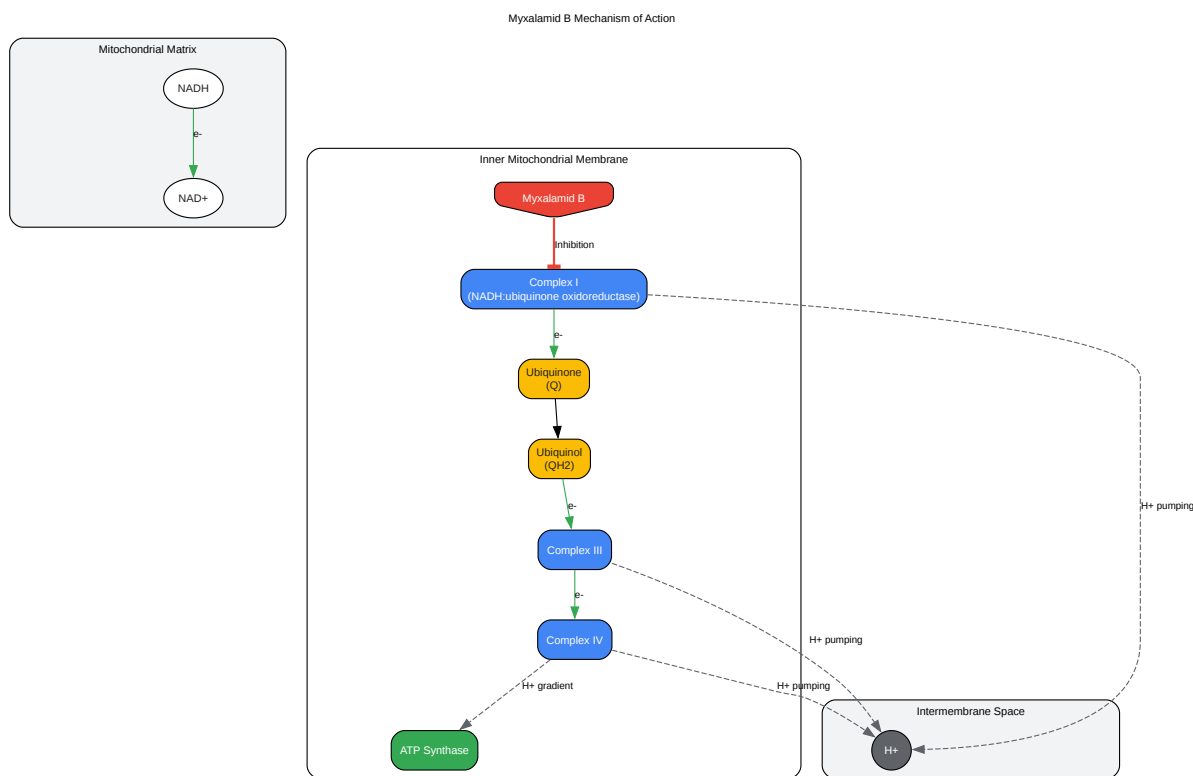 Myxalamid B Mechanism of Action
Mitochondrial Matrix
NADH
e-
NAD+
Inner Mitochondrial Membrane
Myxalamid B
Inhibition
Complex I
(NADH:ubiquinone oxidoreductase)
e-
Ubiquinone
(Q)
Ubiquinol
(QH2)
e-
H+ pumping
Complex III
e-
Complex IV
H+ pumping
H+ gradient
H+ pumping
Intermembrane Space
ATP Synthase
H+